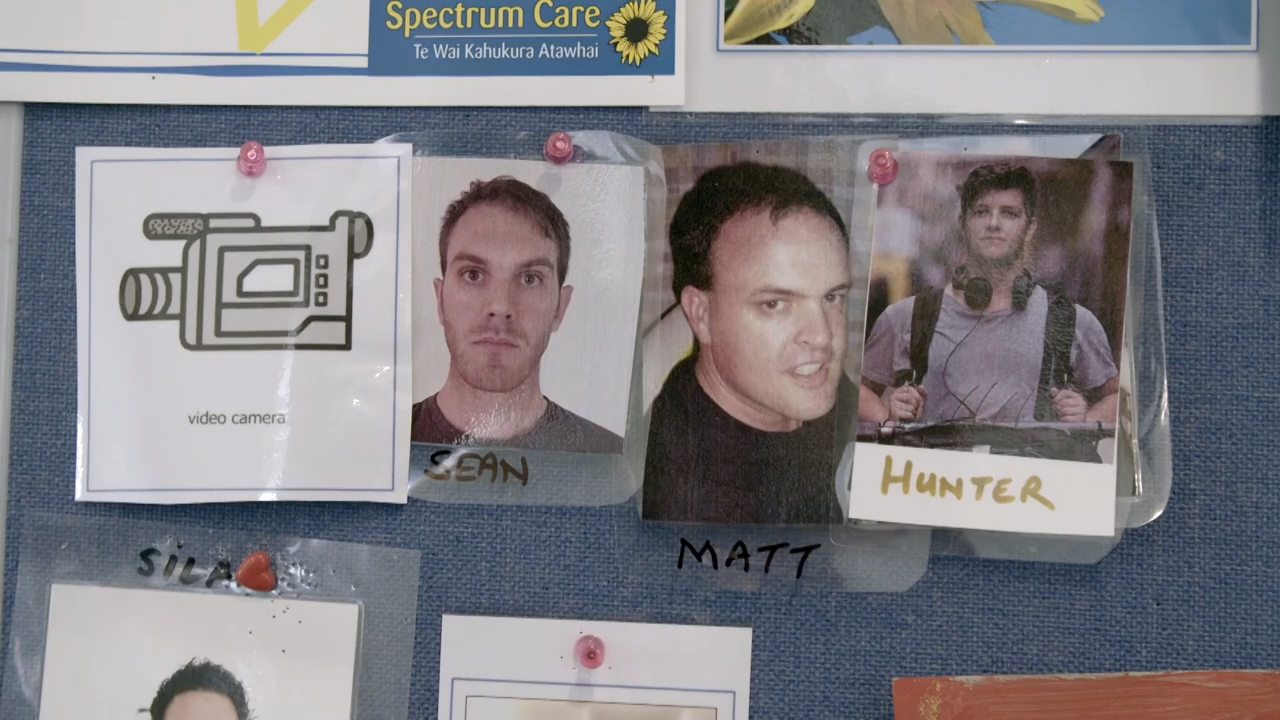 Spectrum Care
Te Wai Kahukura Atawhai
video camera
SEAN
MATT
HUNTER
SILA